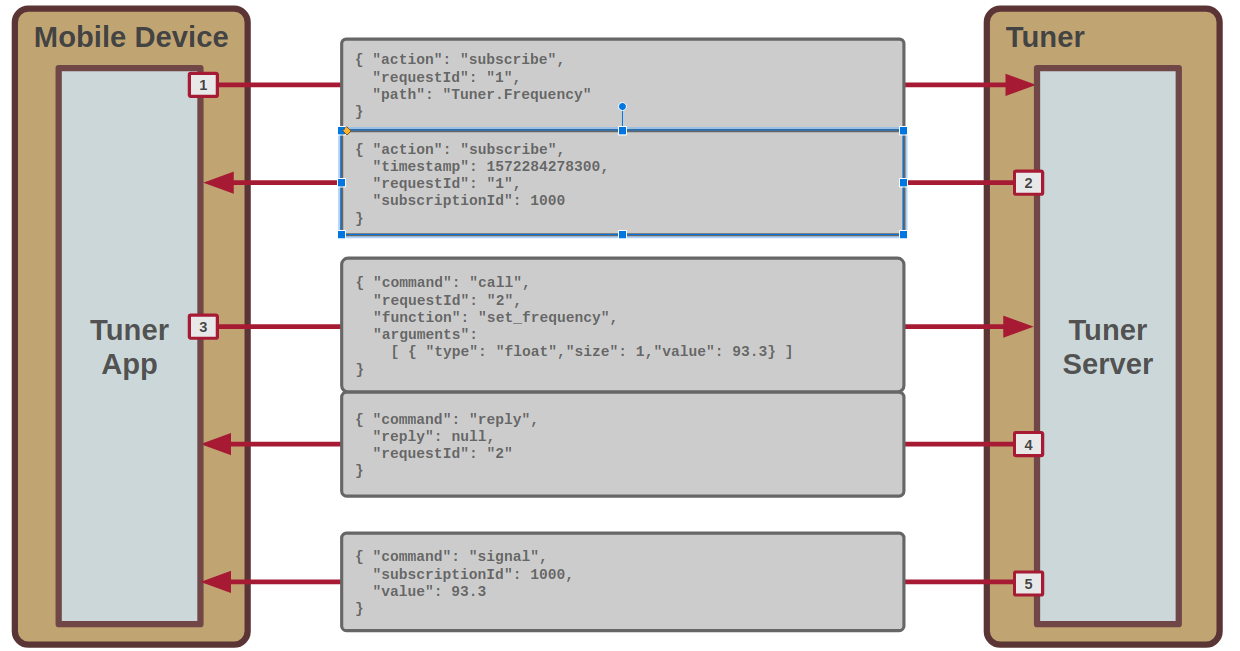 Mobile Device
Tuner
1
{ "action": "subscribe",
"requestId": "1",
"path": "Tuner.Frequency"
}
{ "action": "subscribe",
"timestamp": 1572284278300,
"requestId": "1",
"subscriptionId": 1000
}
2
Tuner
App
3
{ "command": "call",
"requestId": "2",
"function": "set_frequency",
"arguments":
[ { "type": "float","size": 1,"value": 93.3} ]
}
Tuner
Server
{ "command": "reply",
"reply": null,
"requestId": "2"
}
4
{ "command": "signal",
"subscriptionId": 1000,
"value": 93.3
}
5